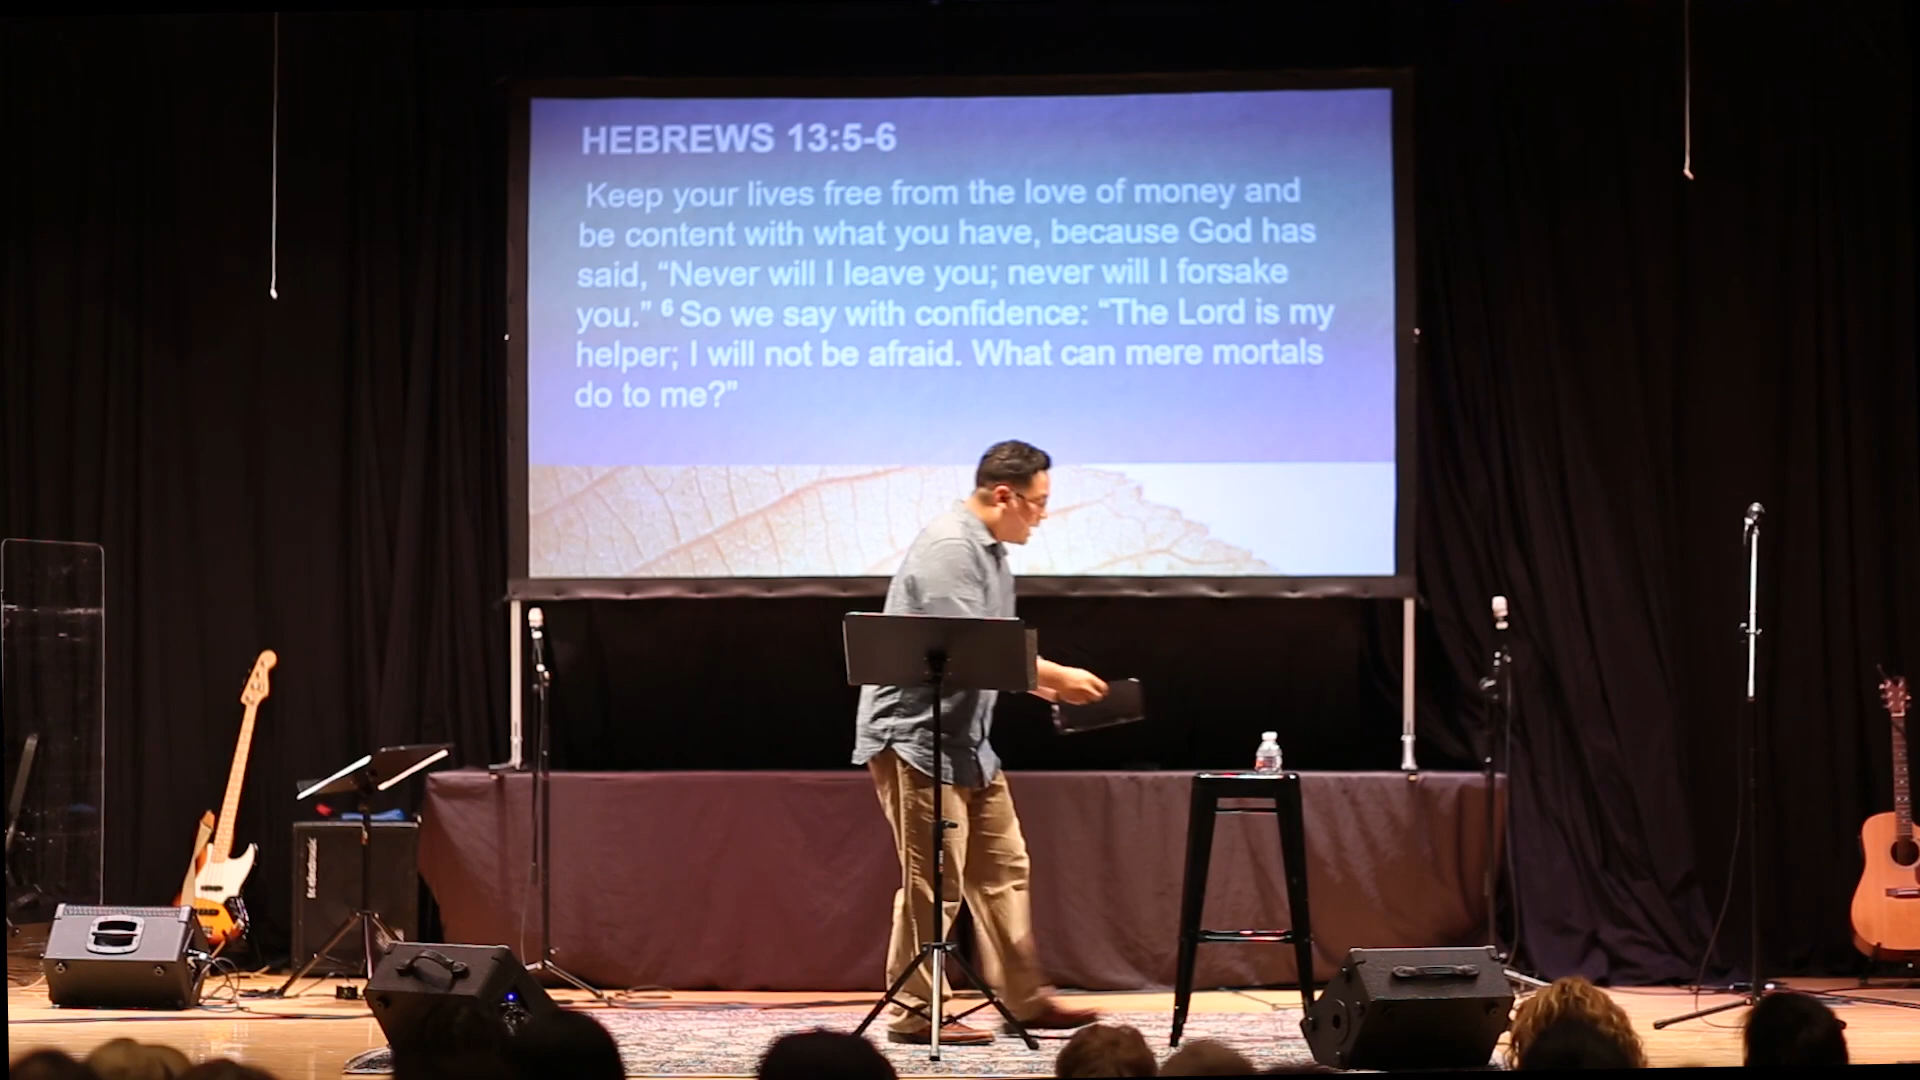 HEBREWS 13:5-6
Keep your lives free from the love of money and
be content with what you have, because God has
said, “Never will I leave you; never will I forsake
you.” ⁶ So we say with confidence: “The Lord is my
helper; I will not be afraid. What can mere mortals
do to me?”